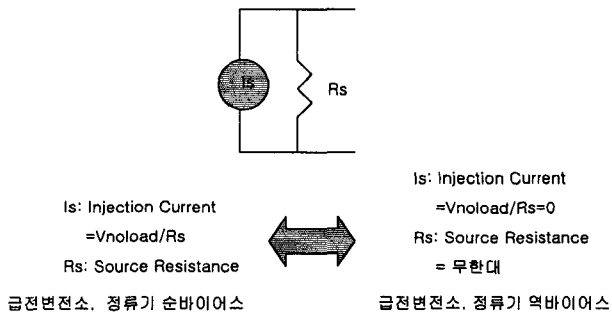 Is
Rs
Is: Injection Current
=Vnoload/Rs
Rs: Source Resistance
급전변전소, 정류기 순바이어스
Is: Injection Current
=Vnoload/Rs=0
Rs: Source Resistance
= 무한대
급전변전소, 정류기 역바이어스